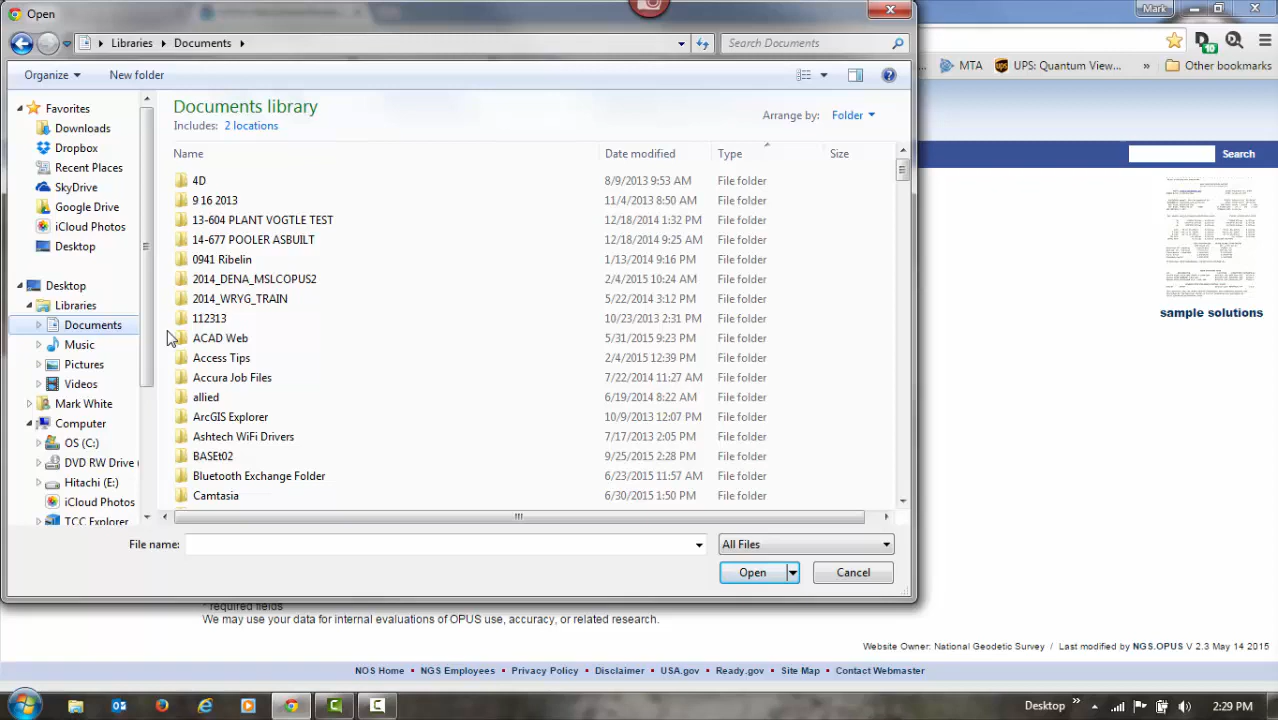 Open
Mark
Libraries Documents
Search Documents
10
MTA UPS: Quantum View... » Other bookmarks
Organize New folder
Documents library
Includes: 2 locations
Arrange by: Folder
Search
Favorites
Downloads
Dropbox
Recent Places
SkyDrive
Google Drive
iCloud Photos
Desktop
Desktop
Libraries
Documents
Music
Pictures
Videos
Mark White
Computer
OS (C:)
DVD RW Drive (
Hitachi (E:)
iCloud Photos
TCC Explorer
Name Date modified Type Size
4D 8/9/2013 9:53 AM File folder
9 16 2013 11/4/2013 8:50 AM File folder
13-604 PLANT VOGTLE TEST 12/18/2014 1:32 PM File folder
14-677 POOLER ASBUILT 12/18/2014 9:25 AM File folder
0941 Ribelin 1/13/2014 9:16 PM File folder
2014_DENA_MSLCOPUS2 2/4/2015 10:24 AM File folder
2014_WRYG_TRAIN 5/22/2014 3:12 PM File folder
112313 10/23/2013 2:31 PM File folder
ACAD Web 5/31/2015 9:23 PM File folder
Access Tips 2/4/2015 12:39 PM File folder
Accura Job Files 7/22/2014 11:27 AM File folder
allied 6/19/2014 8:22 AM File folder
ArcGIS Explorer 10/9/2013 12:07 PM File folder
Ashtech WiFi Drivers 7/17/2013 2:05 PM File folder
BASEt02 9/25/2015 2:28 PM File folder
Bluetooth Exchange Folder 6/23/2015 11:57 AM File folder
Camtasia 6/30/2015 1:50 PM File folder
sample solutions
File name: All Files
Open Cancel
* required fields
We may use your data for internal evaluations of OPUS use, accuracy, or related research.
Website Owner: National Geodetic Survey / Last modified by NGS.OPUS V 2.3 May 14 2015
NOS Home • NGS Employees • Privacy Policy • Disclaimer • USA.gov • Ready.gov • Site Map • Contact Webmaster
Desktop » 2:29 PM